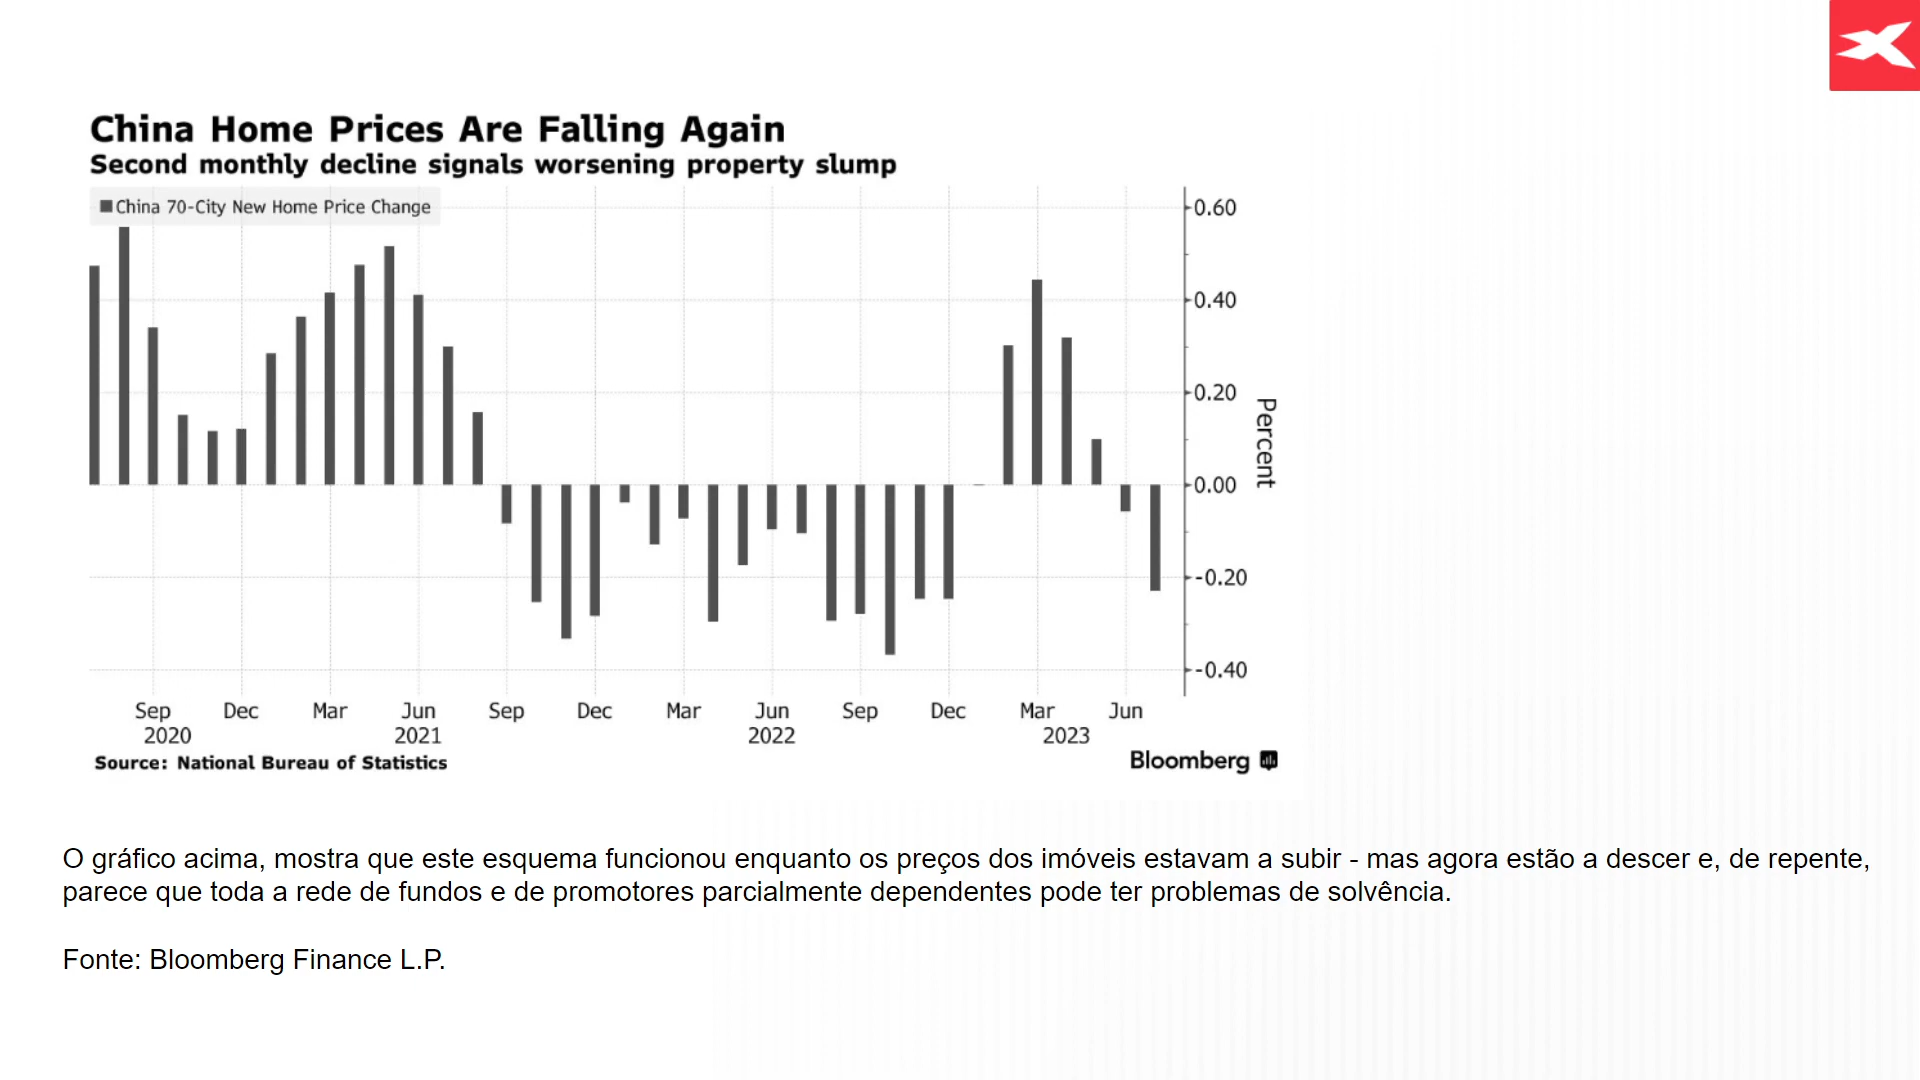 China Home Prices Are Falling Again
Second monthly decline signals worsening property slump
China 70-City New Home Price Change
0.60
0.40
0.20
0.00
-0.20
-0.40
Percent
Sep Dec Mar Jun Sep Dec Mar Jun Sep Dec Mar Jun
2020 2021 2022 2023
Source: National Bureau of Statistics
Bloomberg
O gráfico acima, mostra que este esquema funcionou enquanto os preços dos imóveis estavam a subir - mas agora estão a descer e, de repente,
parece que toda a rede de fundos e de promotores parcialmente dependentes pode ter problemas de solvência.
Fonte: Bloomberg Finance L.P.